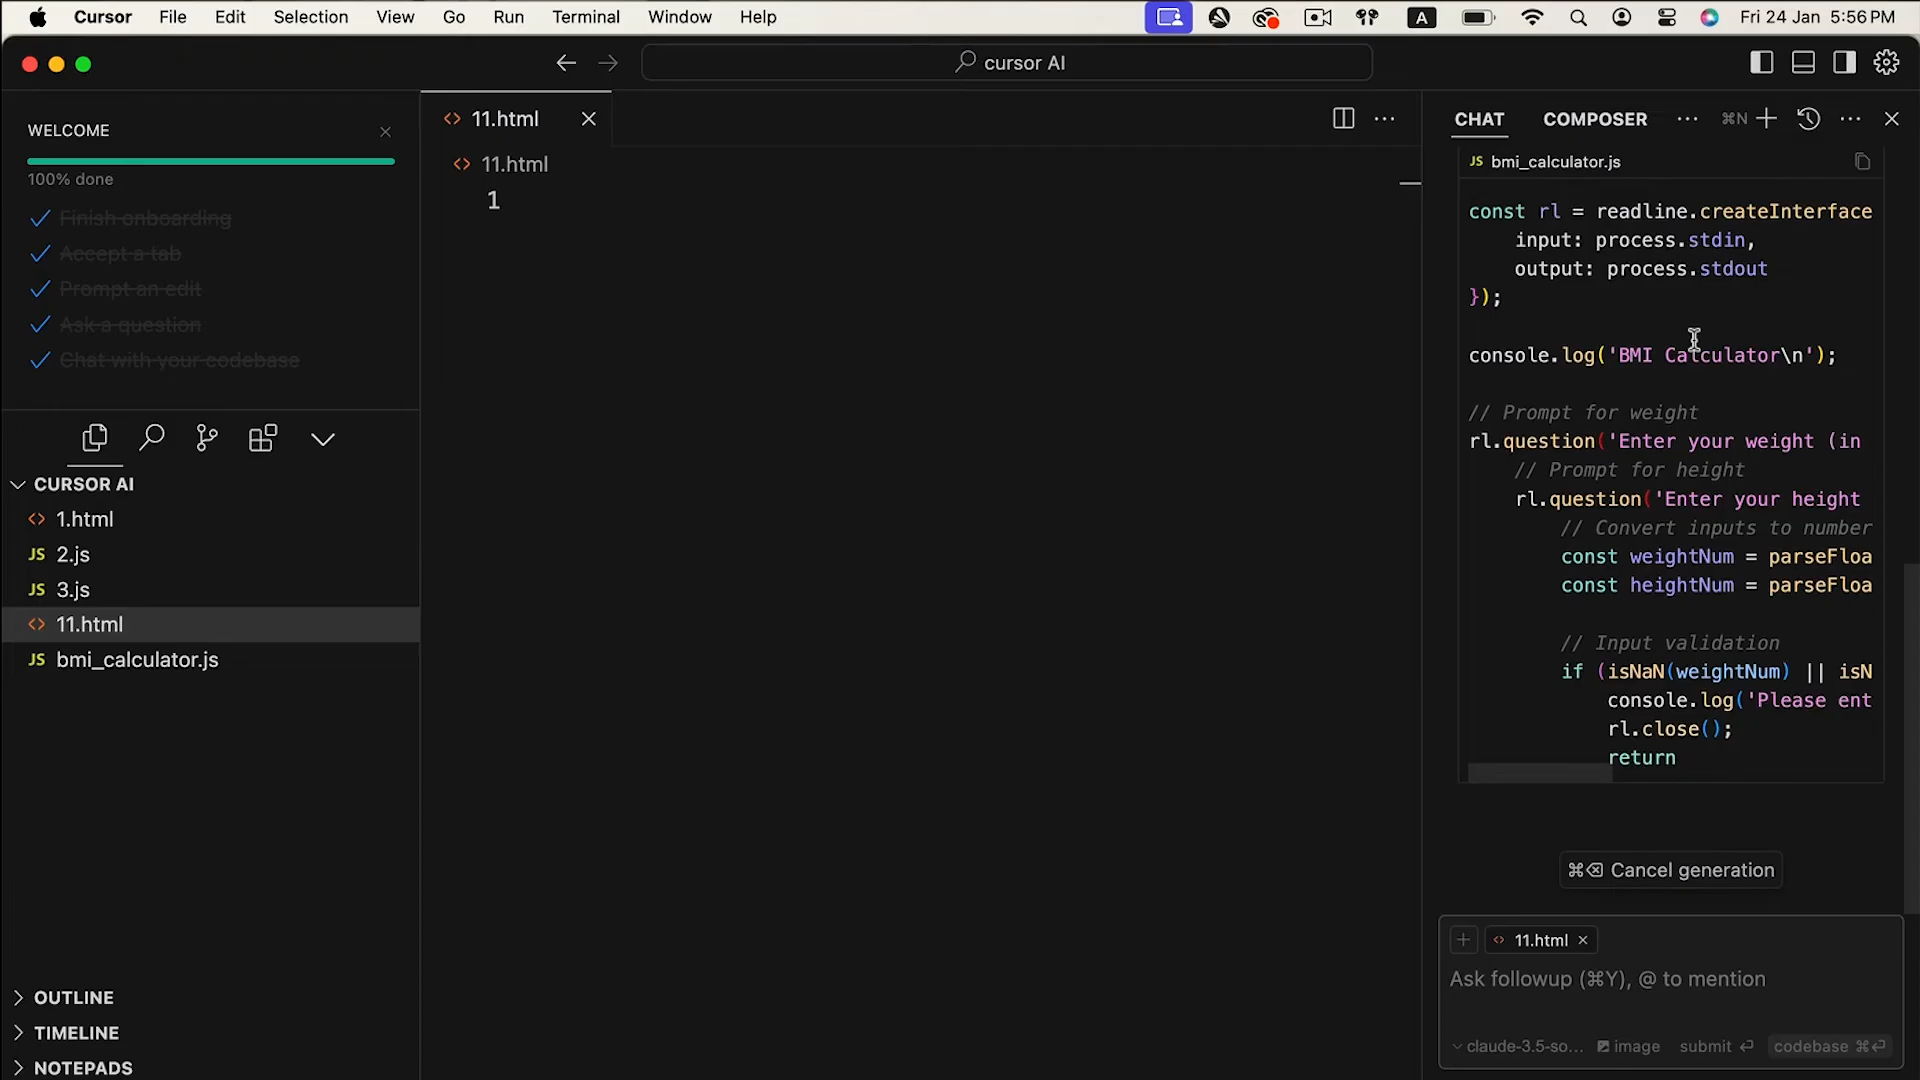 Cursor File Edit Selection View Go Run Terminal Window Help A Fri 24 Jan 5:56 PM
cursor AI
WELCOME
100% done
Finish onboarding
Accept a tab
Prompt an edit
Ask a question
Chat with your codebase
CURSOR AI
<> 1.html
JS 2.js
JS 3.js
<> 11.html
JS bmi_calculator.js
OUTLINE
TIMELINE
NOTEPADS
<> 11.html
<> 11.html
1
CHAT COMPOSER ⌘N
JS bmi_calculator.js
const rl = readline.createInterface
input: process.stdin,
output: process.stdout
});
console.log('BMI Calculator\n');
// Prompt for weight
rl.question('Enter your weight (in
// Prompt for height
rl.question('Enter your height
// Convert inputs to number
const weightNum = parseFloa
const heightNum = parseFloa
// Input validation
if (isNaN(weightNum) || isN
console.log('Please ent
rl.close();
return
⌘⌫ Cancel generation
<> 11.html
Ask followup (⌘Y), @ to mention
claude-3.5-so... image submit ⏎ codebase ⌘⏎